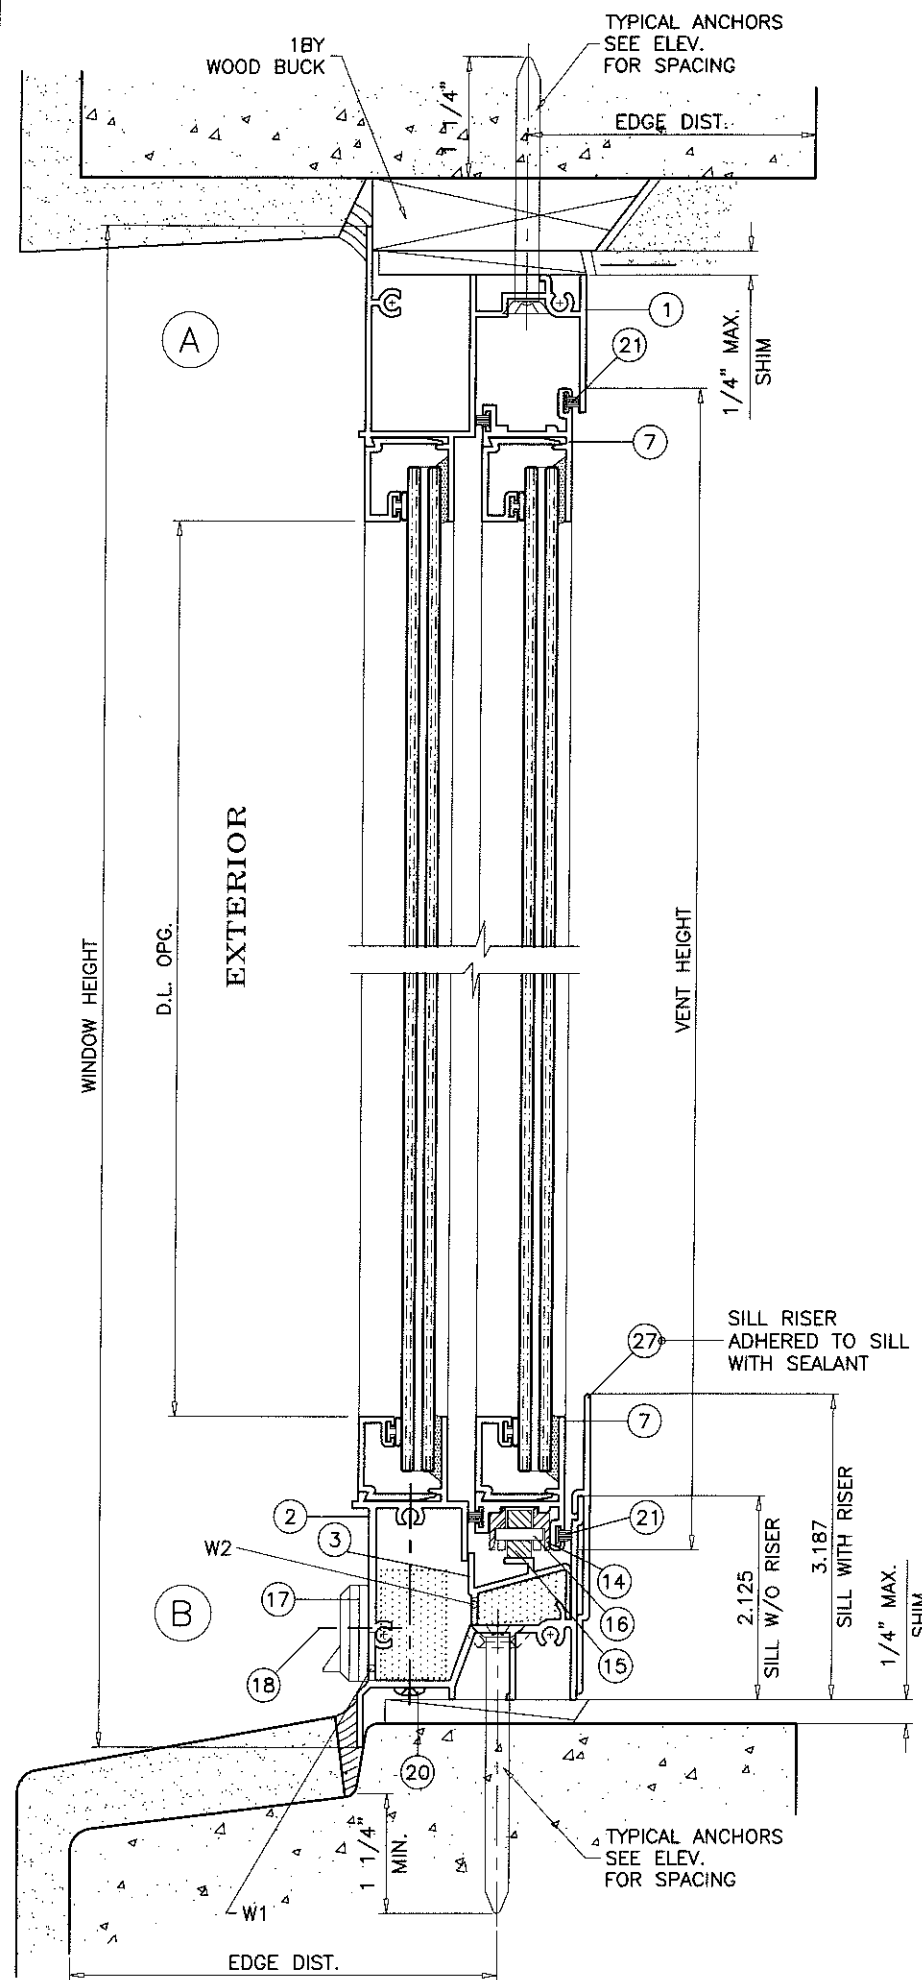 TYPICAL ANCHORS
SEE ELEV.
FOR SPACING
1BY
WOOD BUCK
1 1/4"
EDGE DIST.
A
1
21
1/4" MAX.
SHIM
7
EXTERIOR
WINDOW HEIGHT
D.L. OPG.
VENT HEIGHT
27
SILL RISER
ADHERED TO SILL
WITH SEALANT
7
2
3
W2
21
14
16
15
B
17
18
20
2.125
SILL W/O RISER
3.187
SILL WITH RISER
1/4" MAX.
SHIM
1 1/4"
MIN.
TYPICAL ANCHORS
SEE ELEV.
FOR SPACING
W1
EDGE DIST.